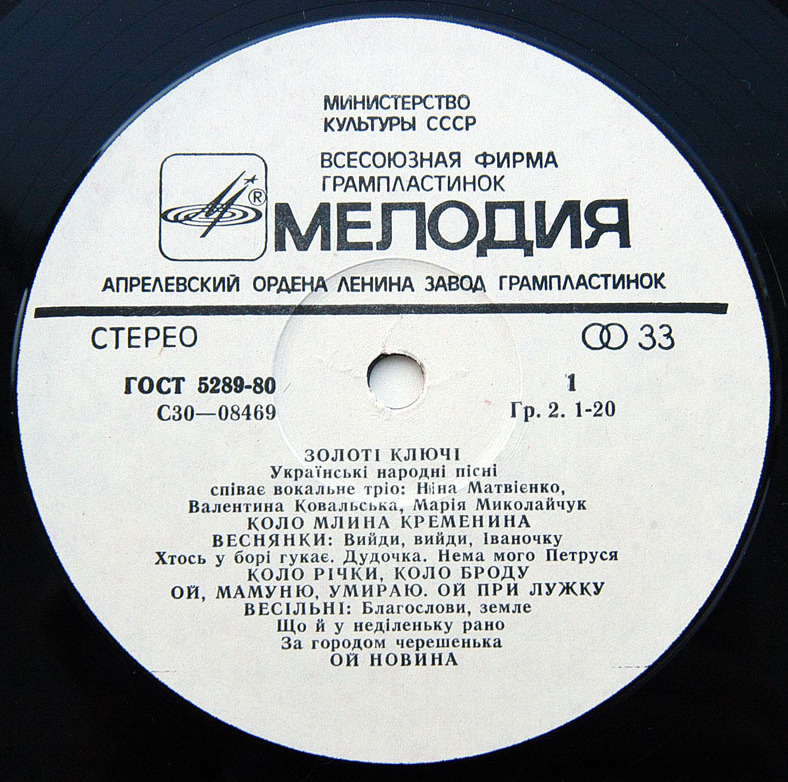 МИНИСТЕРСТВО
КУЛЬТУРЫ СССР
ВСЕСОЮЗНАЯ ФИРМА
ГРАМПЛАСТИНОК
®
МЕЛОДИЯ
АПРЕЛЕВСКИЙ ОРДЕНА ЛЕНИНА ЗАВОД ГРАМПЛАСТИНОК
СТЕРЕО 33
ГОСТ 5289-80 1
С30—08469 Гр. 2. 1-20
ЗОЛОТІ КЛЮЧІ
Українські народні пісні
співає вокальне тріо: Ніна Матвієнко,
Валентина Ковальська, Марія Миколайчук
КОЛО МЛИНА КРЕМЕНИНА
ВЕСНЯНКИ: Вийди, вийди, Іваночку
Хтось у борі гукає. Дудочка. Нема мого Петруся
КОЛО РІЧКИ, КОЛО БРОДУ
ОЙ, МАМУНЮ, УМИРАЮ. ОЙ ПРИ ЛУЖКУ
ВЕСІЛЬНІ: Благослови, земле
Що й у неділеньку рано
За городом черешенька
ОЙ НОВИНА